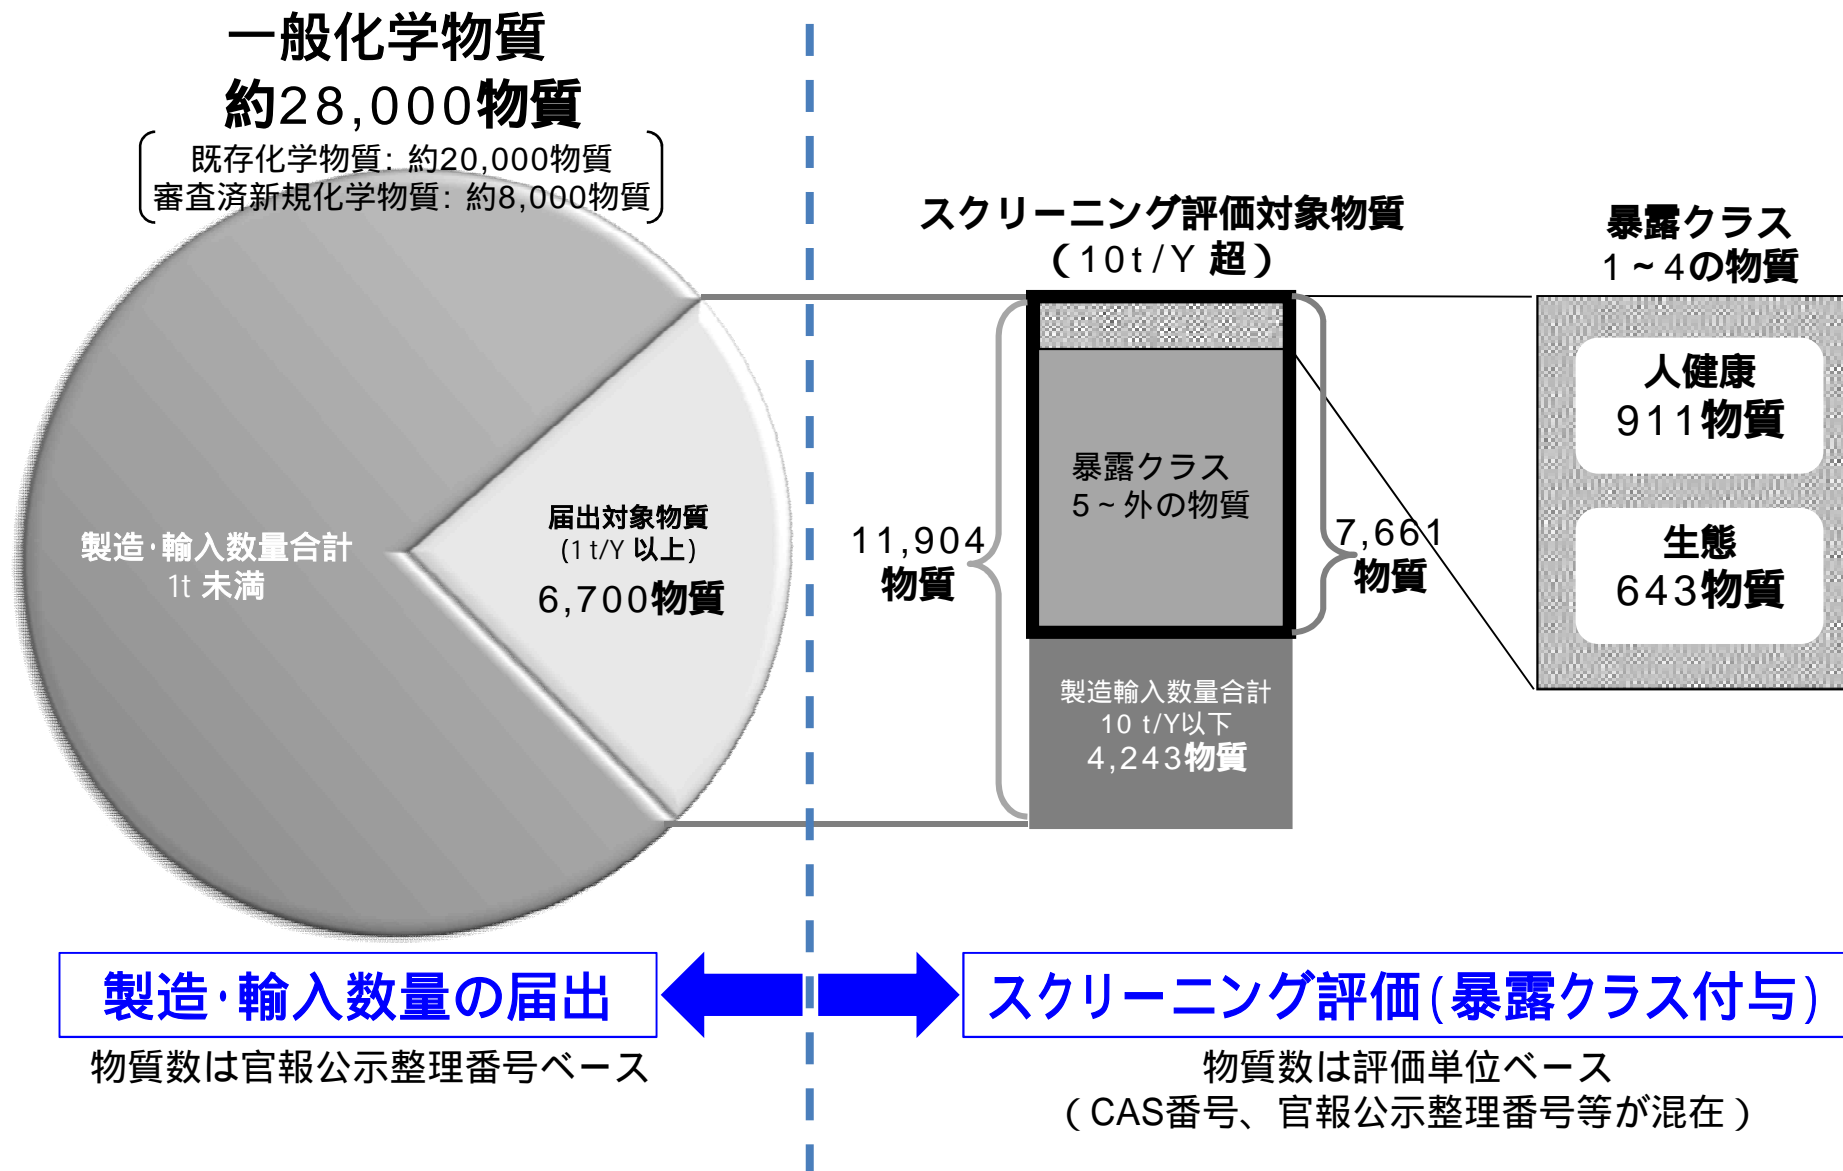 一般化学物質
約28,000物質
既存化学物質: 約20,000物質
審査済新規化学物質: 約8,000物質
製造・輸入数量合計
1t 未満
届出対象物質
(1 t/Y 以上)
6,700物質
スクリーニング評価対象物質
（10t/Y 超）
11,904
物質
暴露クラス
5~外の物質
7,661
物質
製造輸入数量合計
10 t/Y以下
4,243物質
暴露クラス
1~4の物質
人健康
911物質
生態
643物質
製造・輸入数量の届出
物質数は官報公示整理番号ベース
スクリーニング評価(暴露クラス付与)
物質数は評価単位ベース
（CAS番号、官報公示整理番号等が混在）